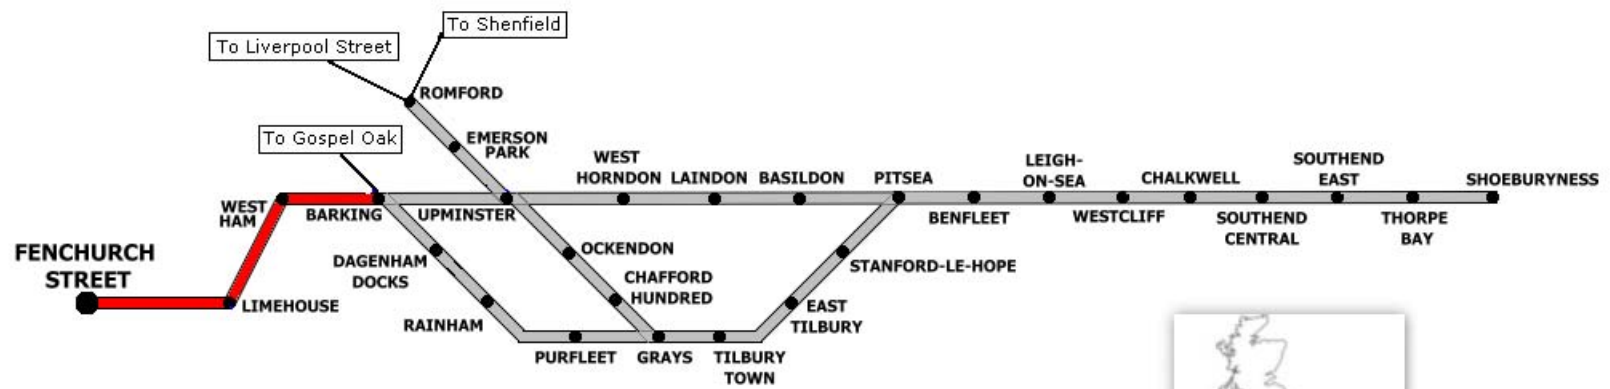 To Shenfield
To Liverpool Street
ROMFORD
To Gospel Oak
EMERSON
PARK
WEST
HORNDON
LAINDON
BASILDON
PITSEA
LEIGH-
ON-SEA
CHALKWELL
SOUTHEND
EAST
SHOEBURYNESS
WEST
HAM
BARKING
UPMINSTER
BENFLEET
WESTCLIFF
SOUTHEND
CENTRAL
THORPE
BAY
FENCHURCH
STREET
LIMEHOUSE
DAGENHAM
DOCKS
OCKENDON
CHAFFORD
HUNDRED
STANFORD-LE-HOPE
RAINHAM
EAST
TILBURY
PURFLEET
GRAYS
TILBURY
TOWN